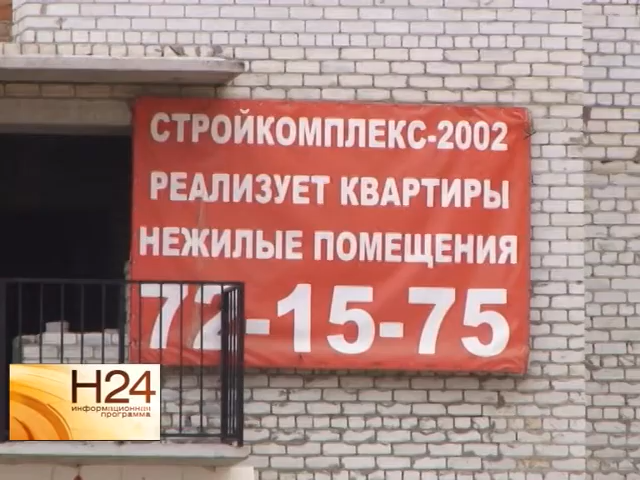 СТРОЙКОМПЛЕКС-2002
РЕАЛИЗУЕТ КВАРТИРЫ
НЕЖИЛЫЕ ПОМЕЩЕНИЯ
72-15-75
Н24
информационная
программа